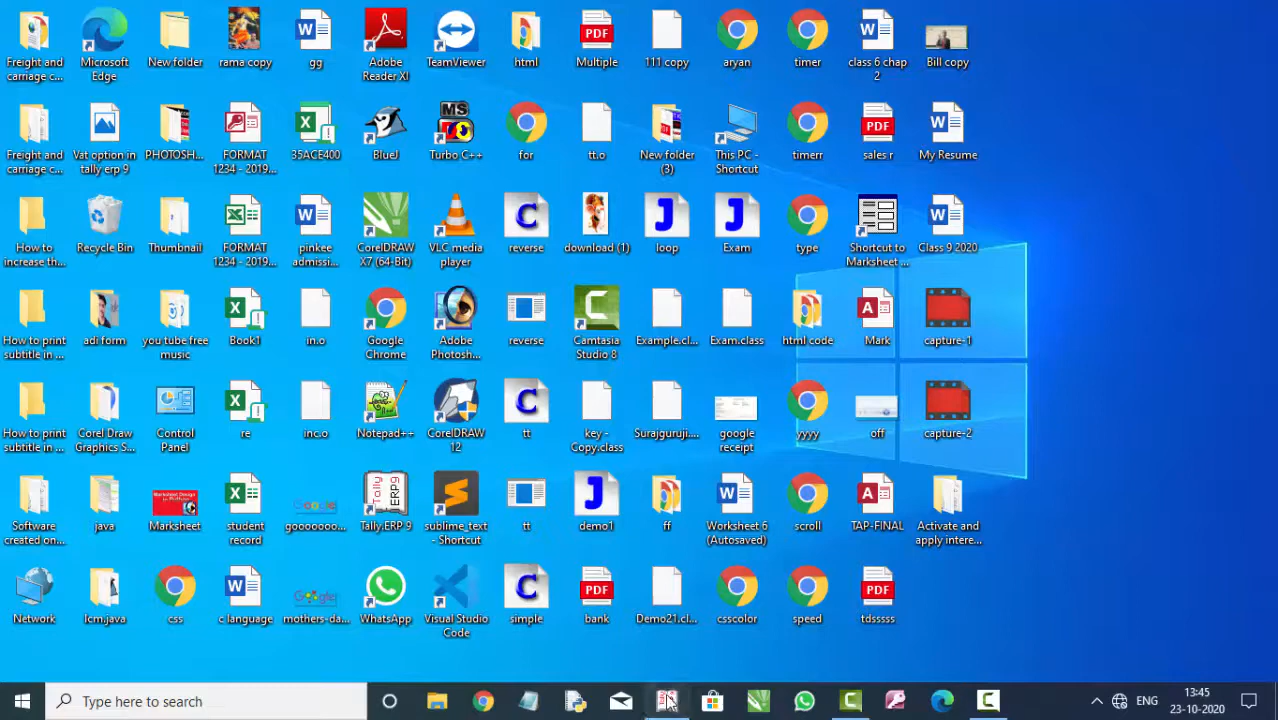 Freight and carriage c...
Microsoft Edge
New folder
rama copy
gg
Adobe Reader XI
TeamViewer
html
Multiple
111 copy
aryan
timer
class 6 chap 2
Bill copy
Freight and carriage c...
Vat option in tally erp 9
PHOTOSH...
FORMAT 1234 - 2019...
35ACE400
BlueJ
Turbo C++
for
tt.o
New folder (3)
This PC - Shortcut
timerr
sales r
My Resume
How to increase th...
Recycle Bin
Thumbnail
FORMAT 1234 - 2019...
pinkee admissi...
CorelDRAW X7 (64-Bit)
VLC media player
reverse
download (1)
loop
Exam
type
Shortcut to Marksheet ...
Class 9 2020
How to print subtitle in ...
adi form
you tube free music
Book1
in.o
Google Chrome
Adobe Photosh...
reverse
Camtasia Studio 8
Example.cl...
Exam.class
html code
Mark
capture-1
How to print subtitle in ...
Corel Draw Graphics S...
Control Panel
re
inc.o
Notepad++
CorelDRAW 12
tt
key - Copy.class
Surajguruji....
google receipt
yyyy
off
capture-2
Software created on...
java
Marksheet
student record
gooooooo...
Tally.ERP 9
sublime_text - Shortcut
tt
demo1
ff
Worksheet 6 (Autosaved)
scroll
TAP-FINAL
Activate and apply intere...
Network
lcm.java
css
c language
mothers-da...
WhatsApp
Visual Studio Code
simple
bank
Demo21.cl...
csscolor
speed
tdsssss
Type here to search
ENG
13:45
23-10-2020